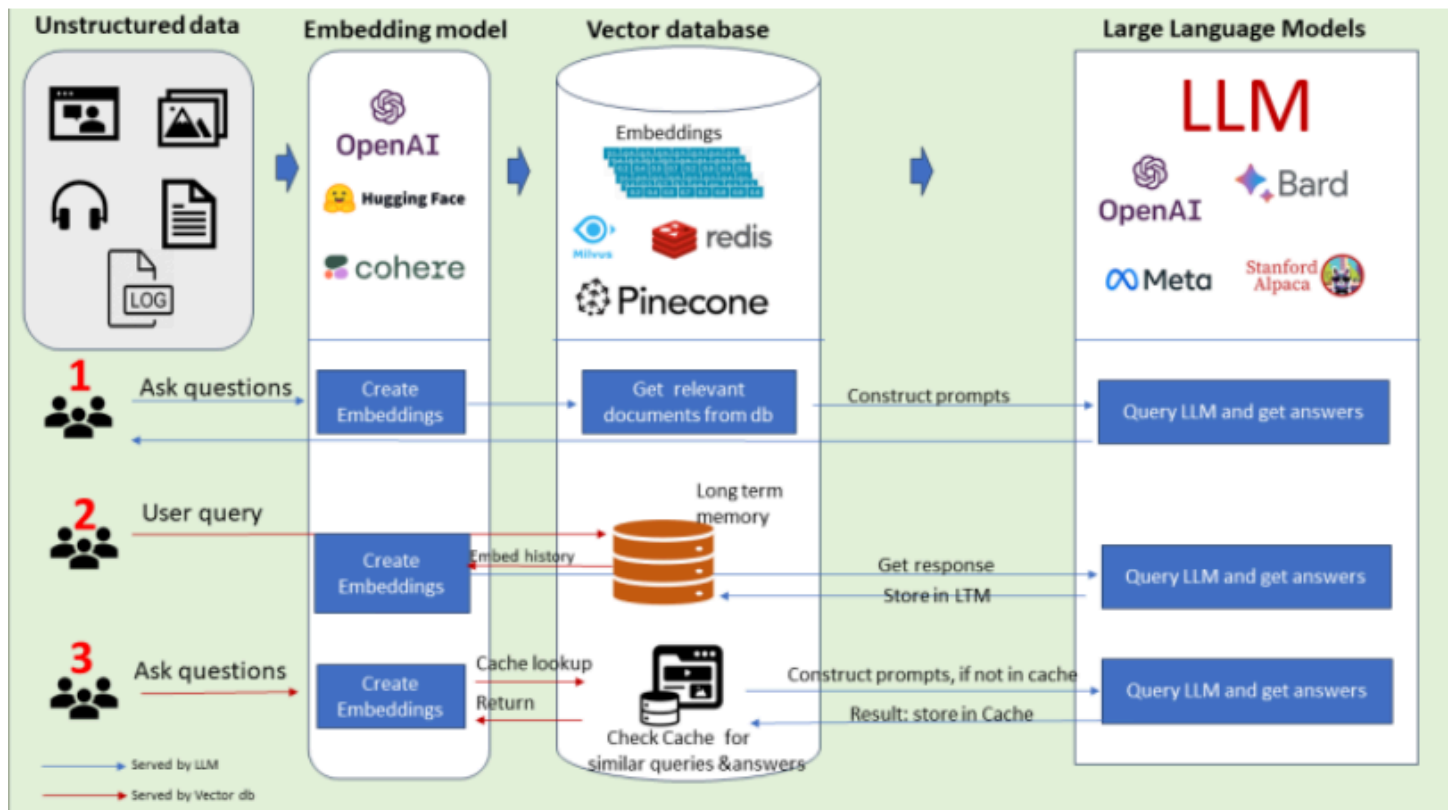 Unstructured data
Embedding model
Vector database
Large Language Models
LOG
OpenAI
Hugging Face
cohere
Embeddings
Milvus
redis
Pinecone
LLM
OpenAI
Bard
Meta
Stanford
Alpaca
1
Ask questions
Create
Embeddings
Get relevant
documents from db
Construct prompts
Query LLM and get answers
2
User query
Create
Embeddings
Embed history
Long term
memory
Get response
Store in LTM
Query LLM and get answers
3
Ask questions
Create
Embeddings
Cache lookup
Return
Check Cache for
similar queries &answers
Construct prompts, if not in cache
Result: store in Cache
Query LLM and get answers
Served by LLM
Served by Vector db